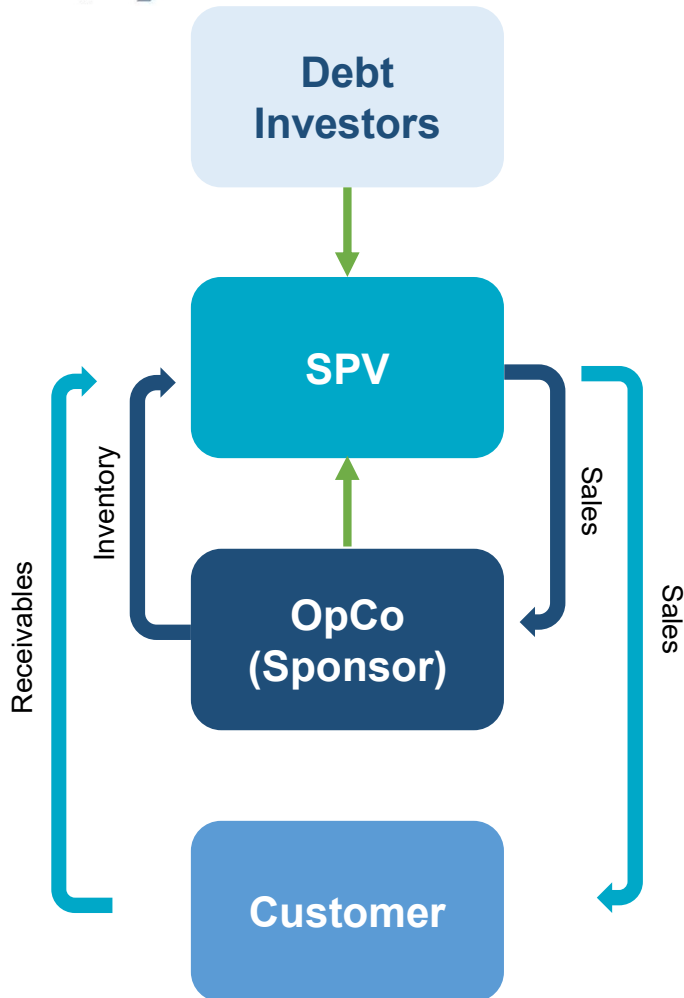 Debt
Investors
SPV
Inventory
Sales
Receivables
OpCo
(Sponsor)
Sales
Customer